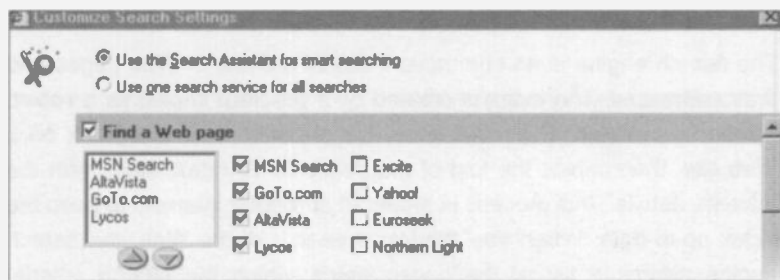 Customize Search Settings
Use the Search Assistant for smart searching
Use one search service for all searches
Find a Web page
MSN Search
AltaVista
GoTo.com
Lycos
MSN Search Excite
GoTo.com Yahoo!
AltaVista Euroseek
Lycos Northern Light